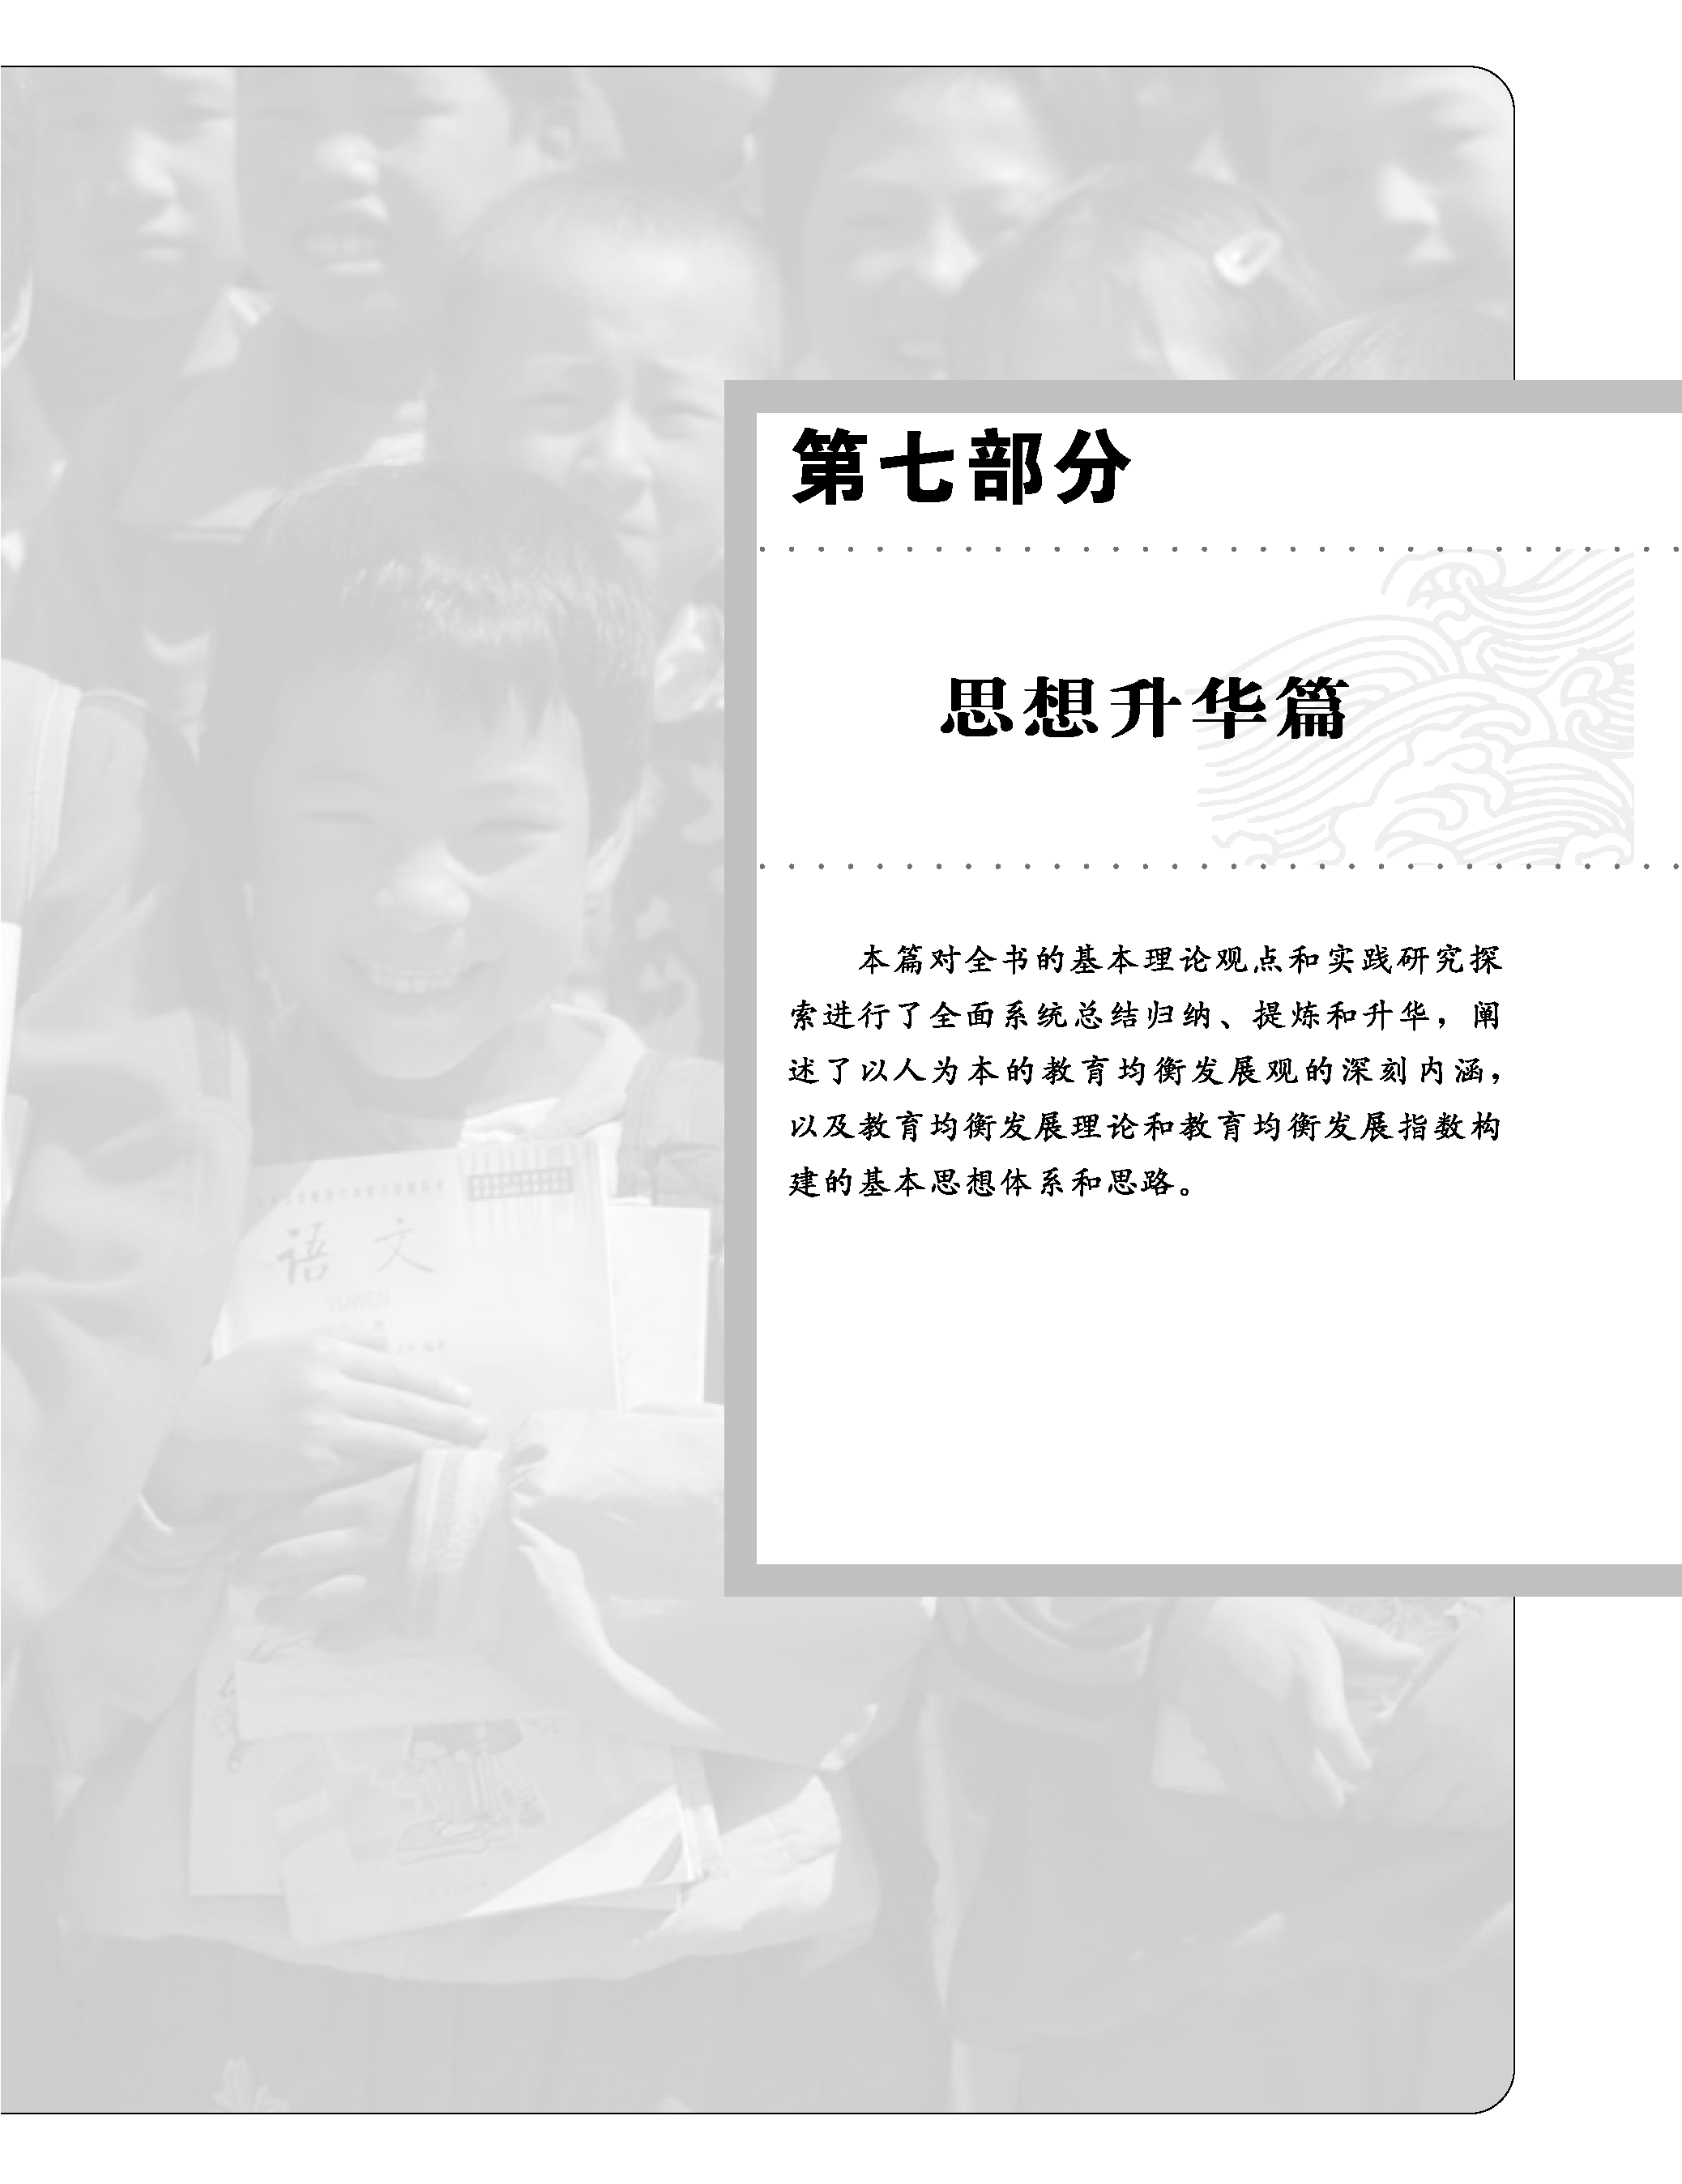 第七部分
思想升华篇
本篇对全书的基本理论观点和实践研究探
索进行了全面系统总结归纳、提炼和升华，阐
述了以人为本的教育均衡发展观的深刻内涵，
以及教育均衡发展理论和教育均衡发展指数构
建的基本思想体系和思路。
语文
YUWEN